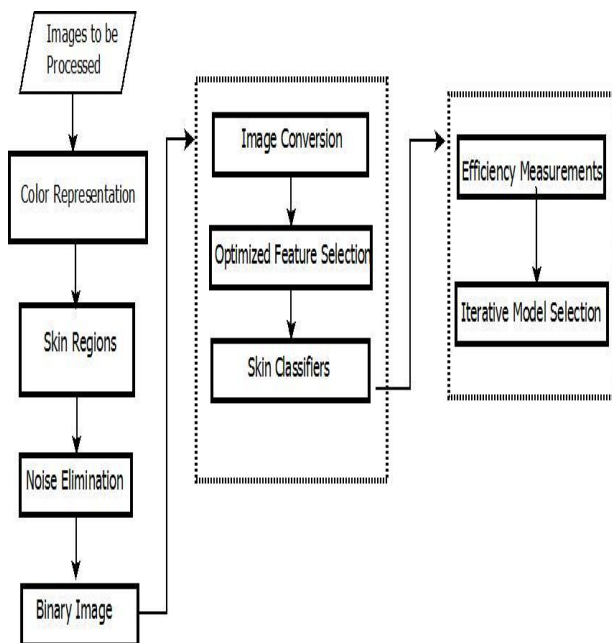 Images to be
Processed
Color Representation
Skin Regions
Noise Elimination
Binary Image
Image Conversion
Optimized Feature Selection
Skin Classifiers
Efficiency Measurements
Iterative Model Selection